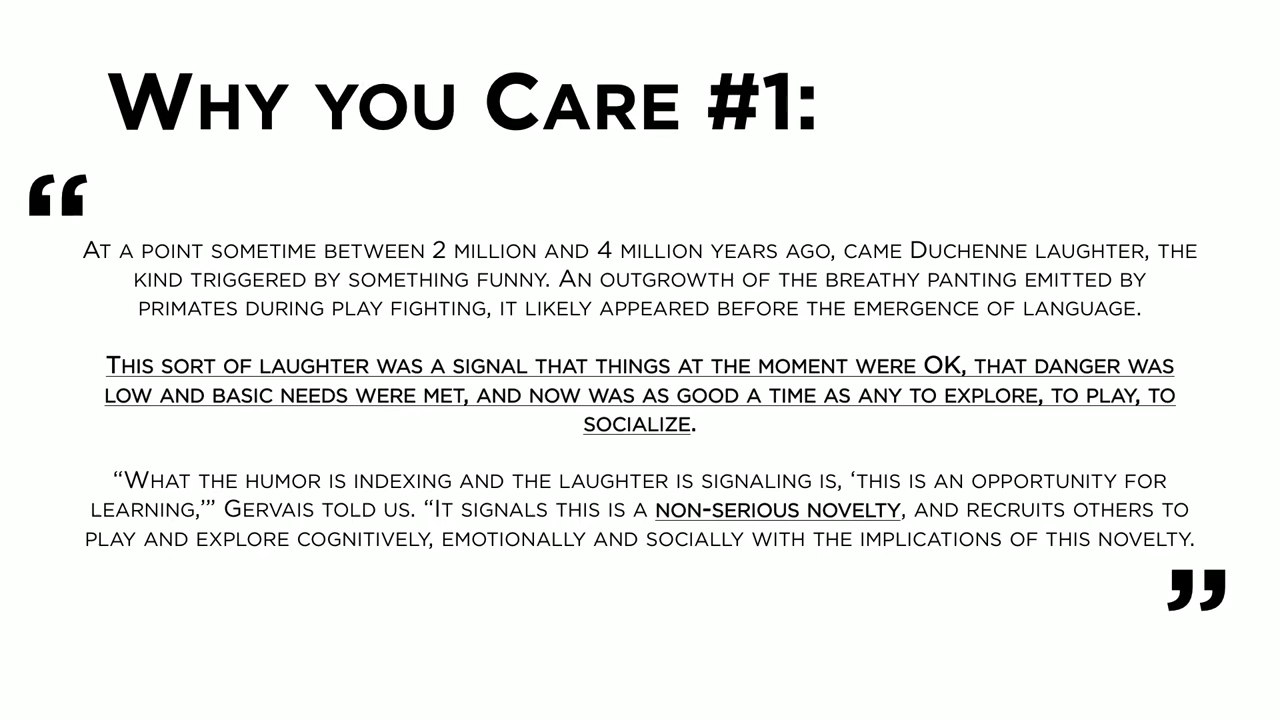 Why you Care #1:
“
At a point sometime between 2 million and 4 million years ago, came Duchenne laughter, the
kind triggered by something funny. An outgrowth of the breathy panting emitted by
primates during play fighting, it likely appeared before the emergence of language.
This sort of laughter was a signal that things at the moment were OK, that danger was
low and basic needs were met, and now was as good a time as any to explore, to play, to
socialize.
“What the humor is indexing and the laughter is signaling is, ‘this is an opportunity for
learning,’” Gervais told us. “It signals this is a non-serious novelty, and recruits others to
play and explore cognitively, emotionally and socially with the implications of this novelty.
”